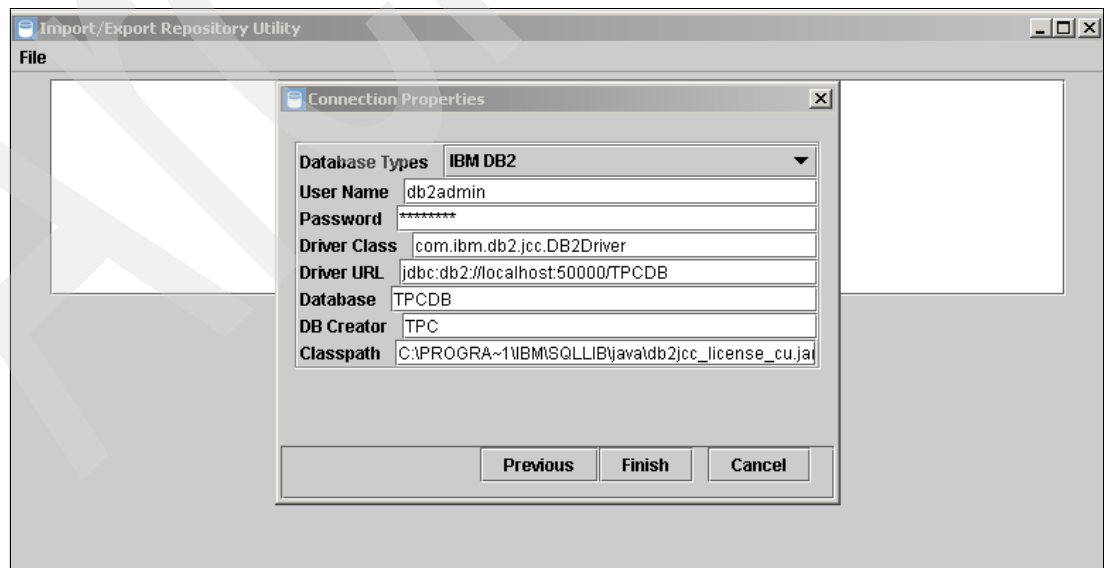 Import/Export Repository Utility
File
Connection Properties
Database Types IBM DB2
User Name db2admin
Password ********
Driver Class com.ibm.db2.jcc.DB2Driver
Driver URL jdbc:db2://localhost:50000/TPCDB
Database TPCDB
DB Creator TPC
Classpath C:\PROGRA~1\IBM\SQLLIB\java\db2jcc_license_cu.jar
Previous Finish Cancel